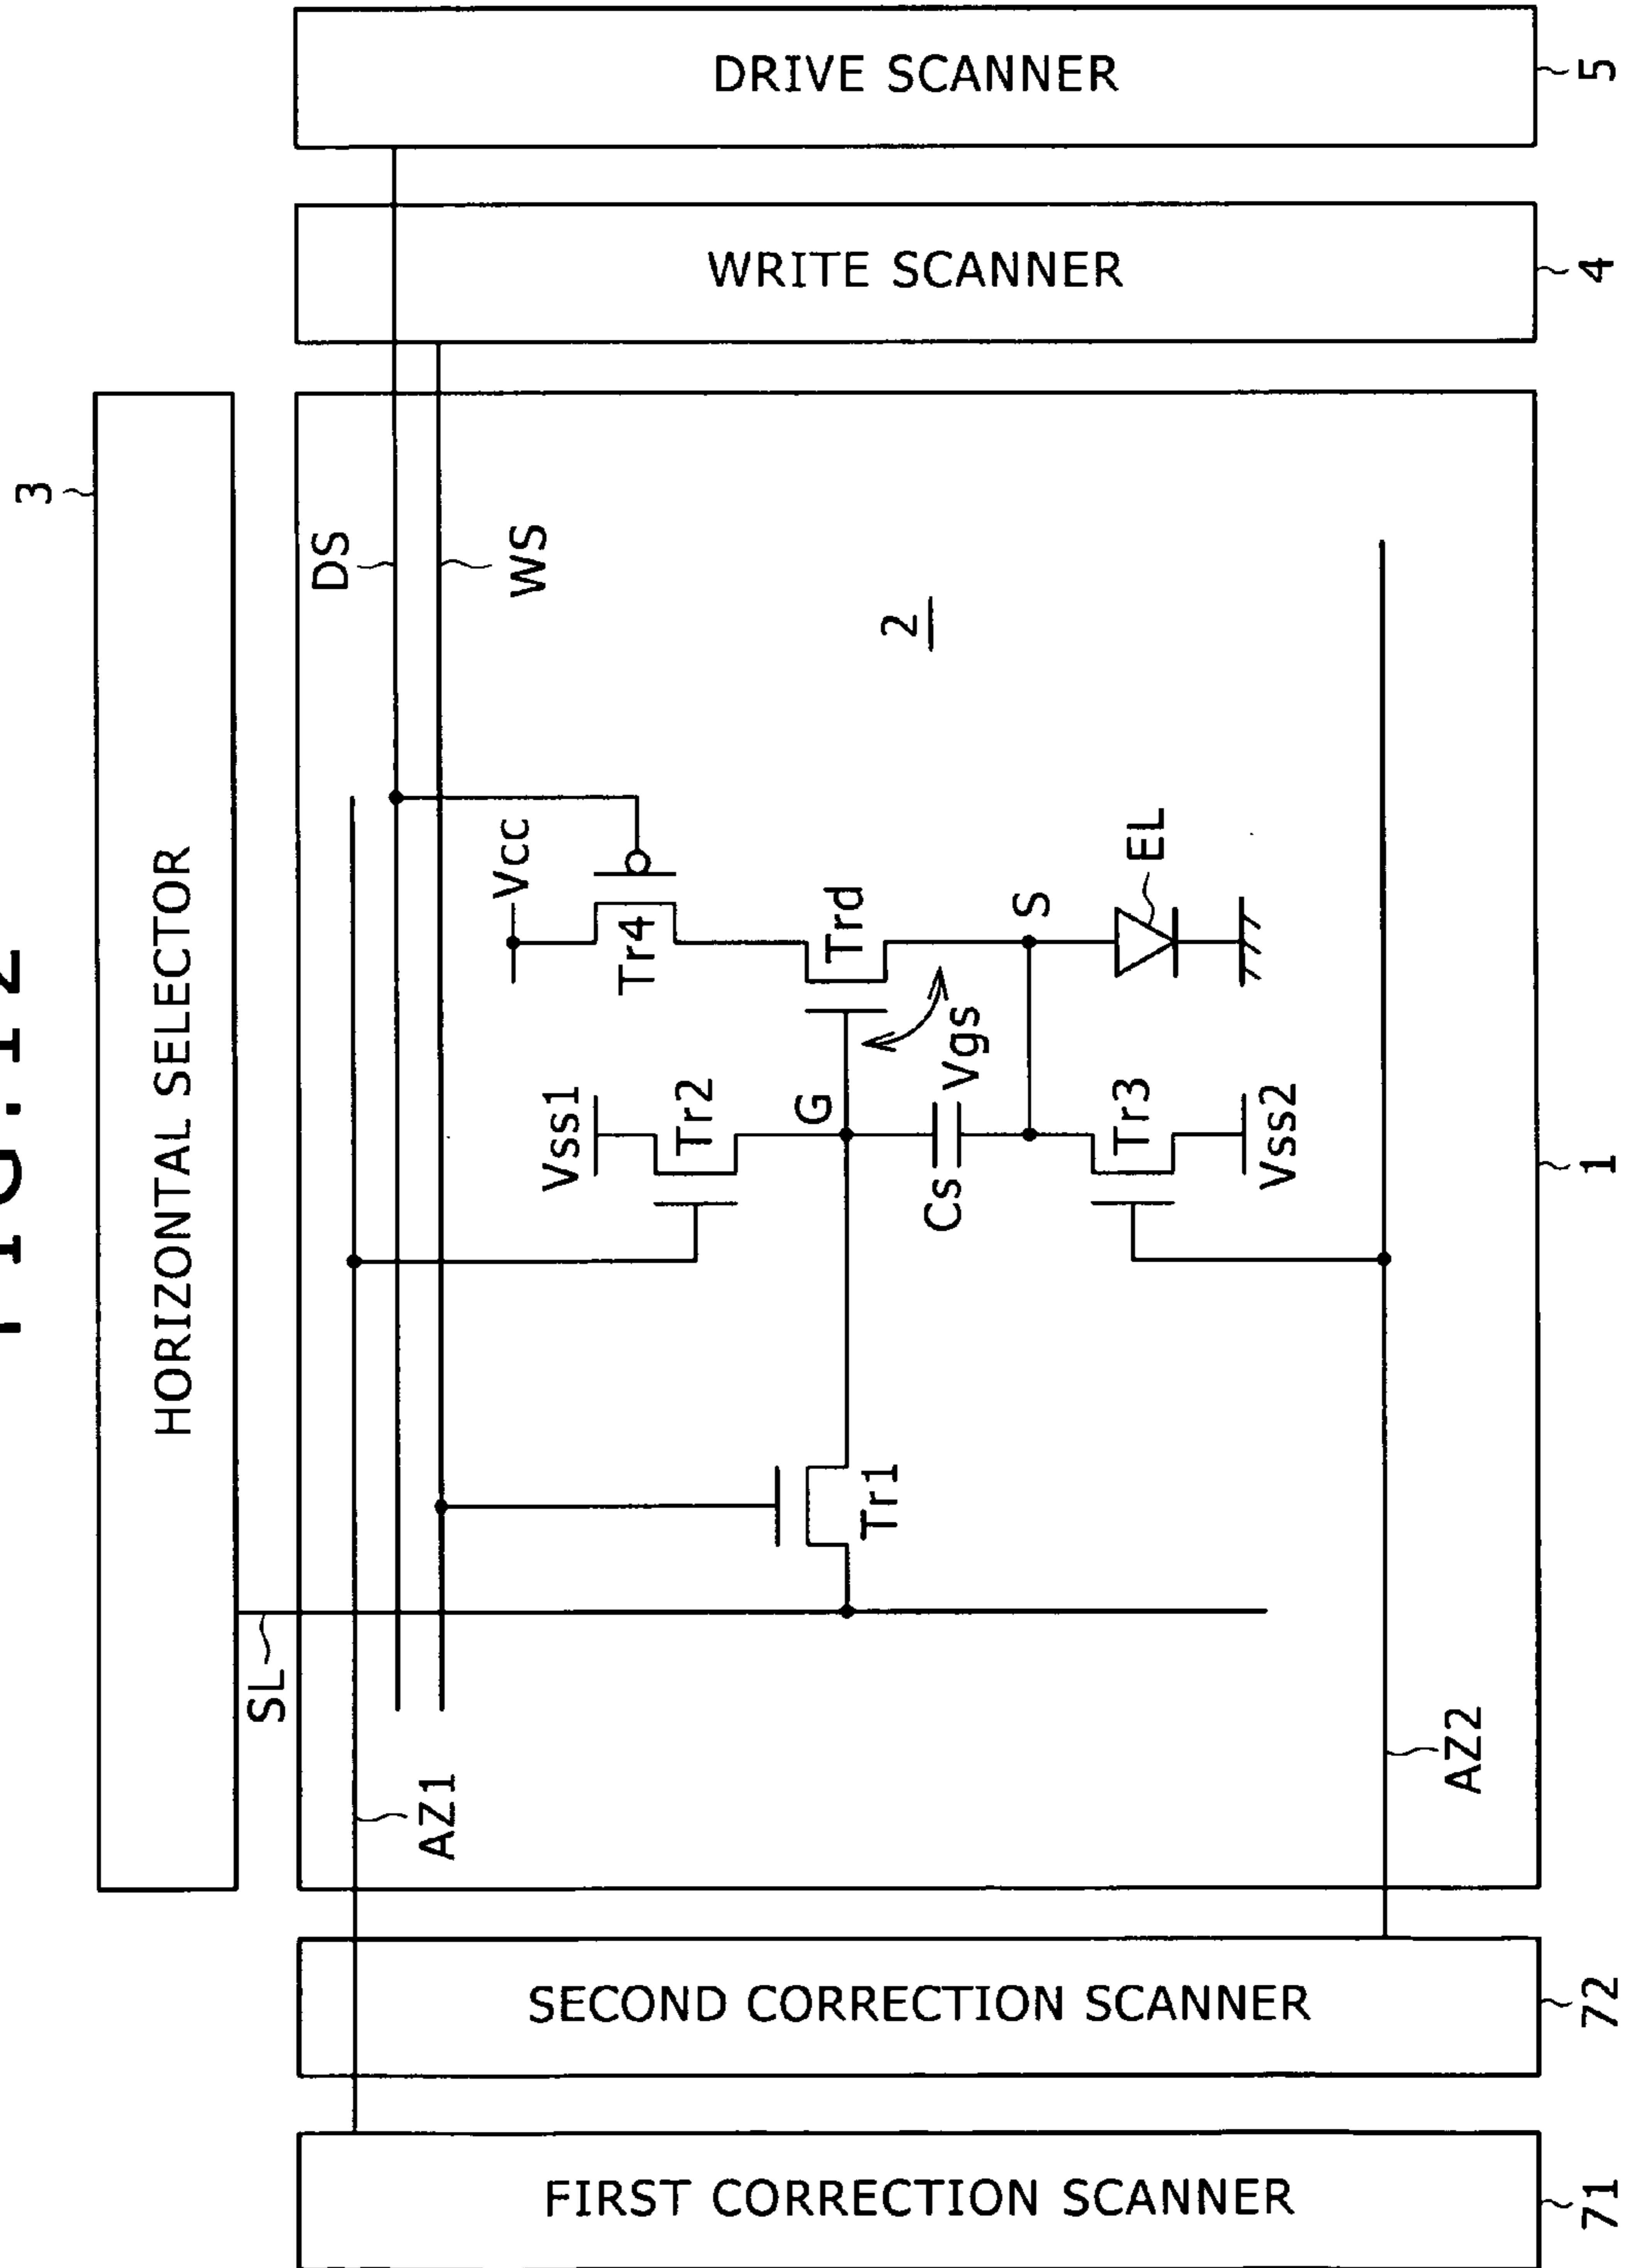 FIG.12
3
HORIZONTAL SELECTOR
SL
DS
AZ1
WS
Vss1
Vcc
Tr2
Tr4
G
Trd
Tr1
Cs
Vgs
S
2
Tr3
EL
Vss2
AZ2
FIRST CORRECTION SCANNER
SECOND CORRECTION SCANNER
WRITE SCANNER
DRIVE SCANNER
71
72
1
4
5